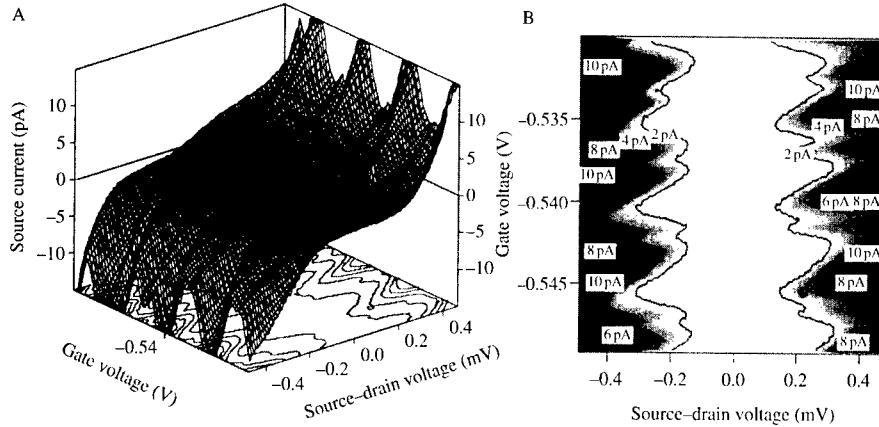 A
Source current (pA)
10
5
0
−5
−10
10
5
0
−5
−10
Gate voltage (V)
−0.54
Gate voltage (V)
−0.4
−0.2
0.0
0.2
0.4
Source–drain voltage (mV)
B
−0.535
−0.540
−0.545
10 pA
10 pA
4 pA
8 pA
8 pA
4 pA
2 pA
2 pA
10 pA
6 pA
8 pA
8 pA
10 pA
10 pA
8 pA
6 pA
8 pA
−0.4
−0.2
0.0
0.2
0.4
Source–drain voltage (mV)